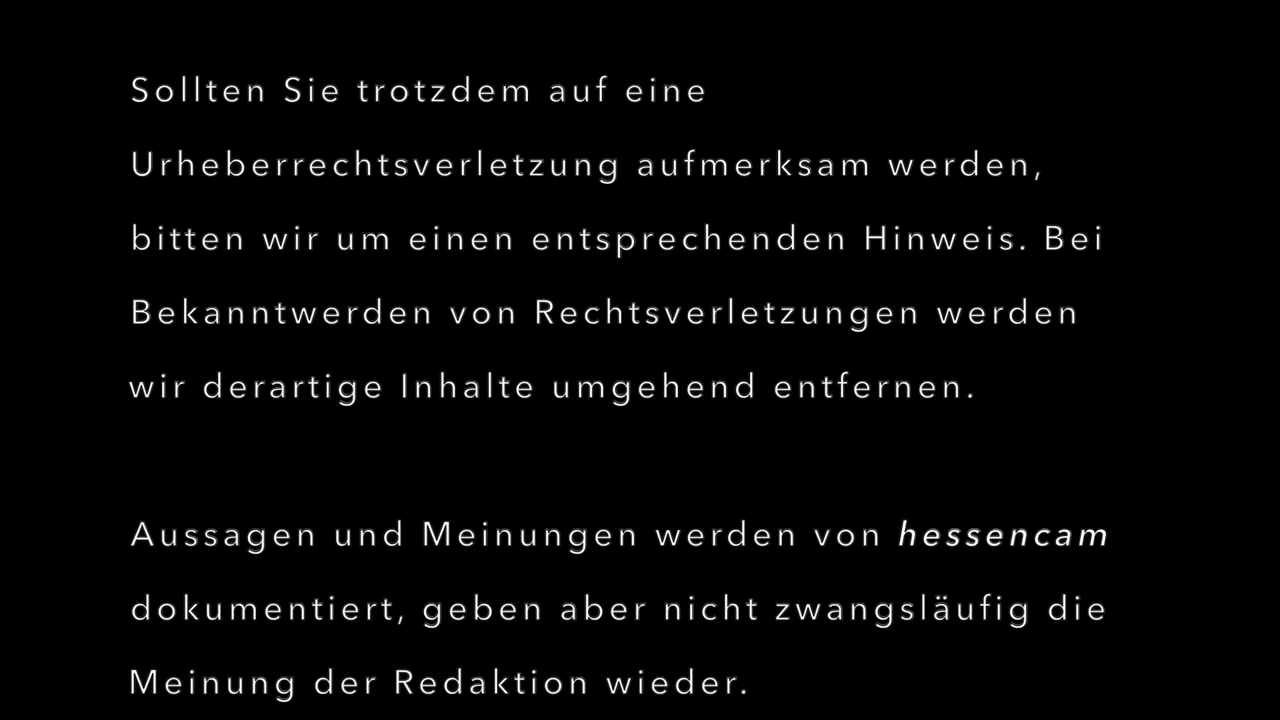 Sollten Sie trotzdem auf eine
Urheberrechtsverletzung aufmerksam werden,
bitten wir um einen entsprechenden Hinweis. Bei
Bekanntwerden von Rechtsverletzungen werden
wir derartige Inhalte umgehend entfernen.
Aussagen und Meinungen werden von hessencam
dokumentiert, geben aber nicht zwangsläufig die
Meinung der Redaktion wieder.